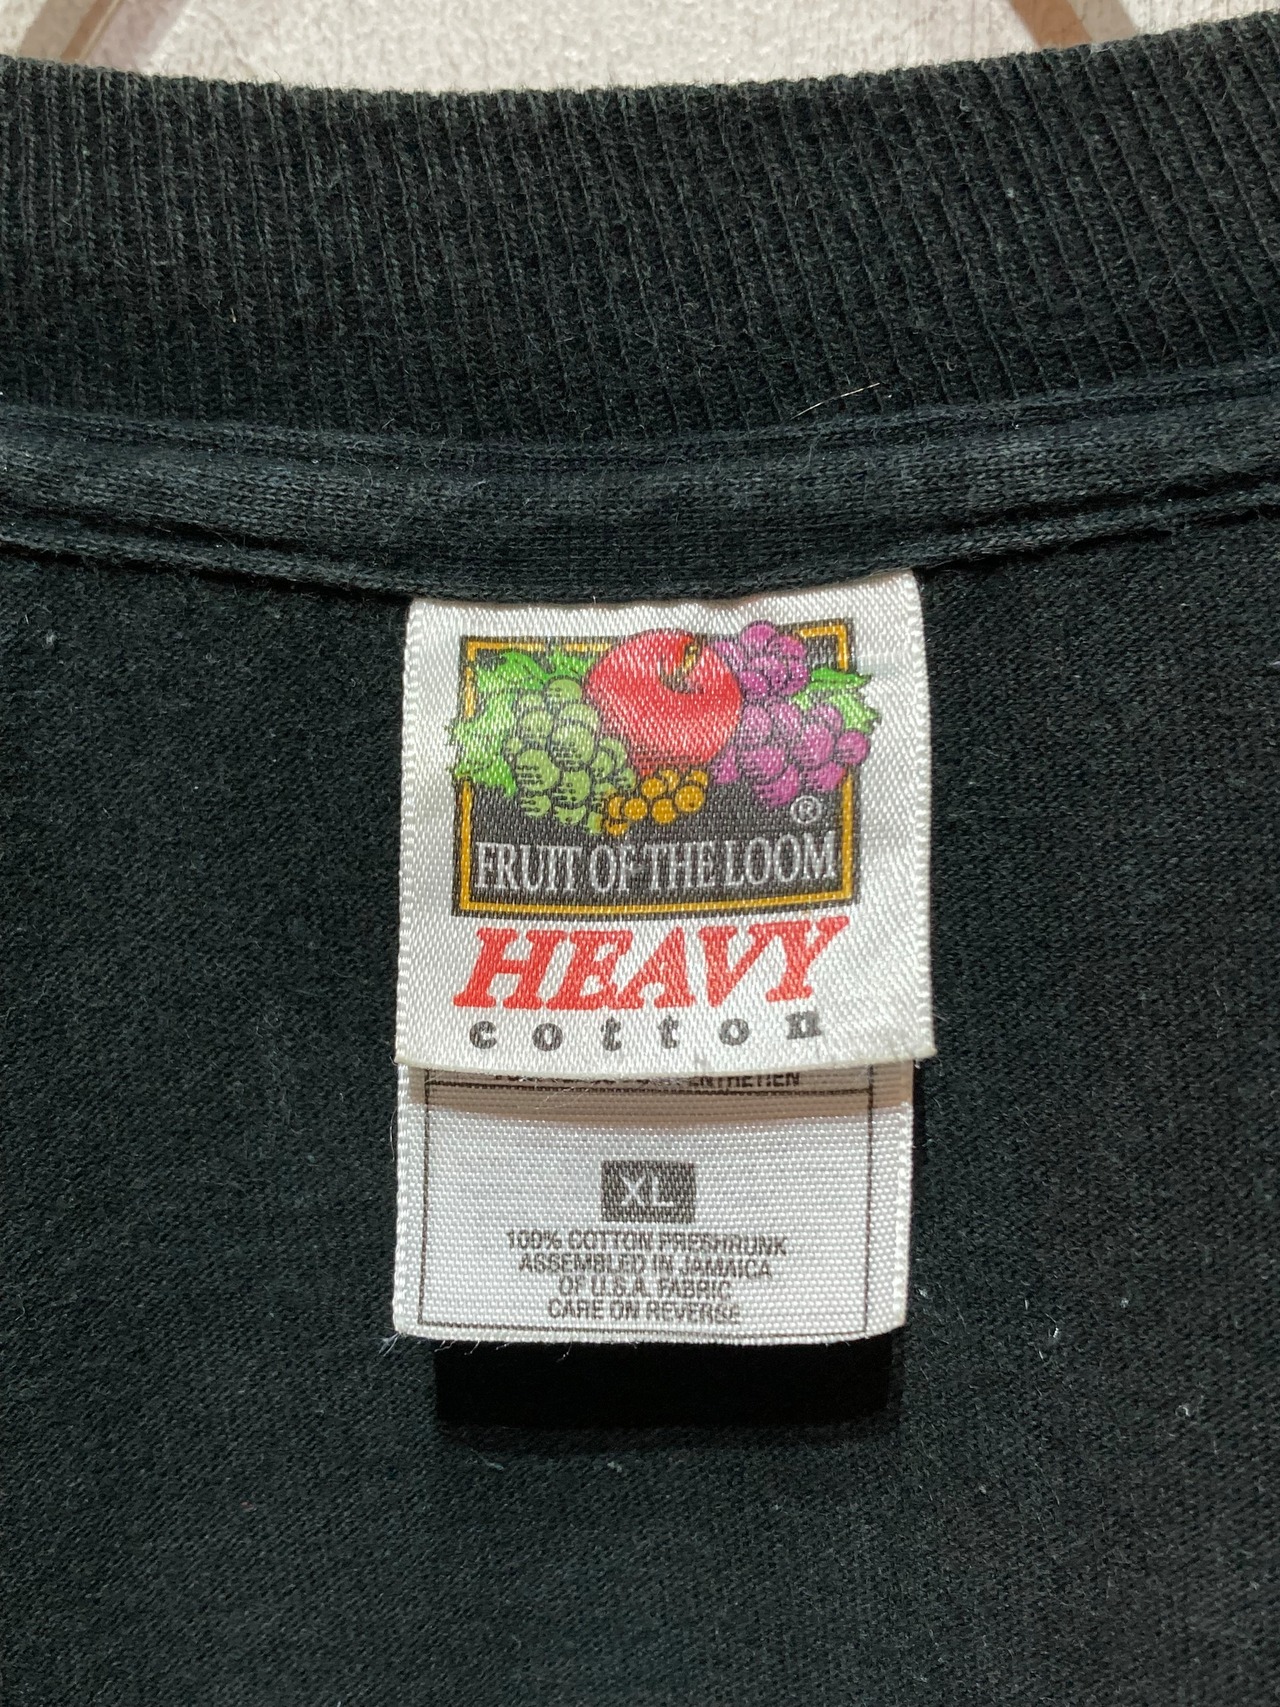 ®
FRUIT OF THE LOOM
HEAVY
cotton
XL
100% COTTON PRESHRUNK
ASSEMBLED IN JAMAICA
OF U.S.A. FABRIC
CARE ON REVERSE